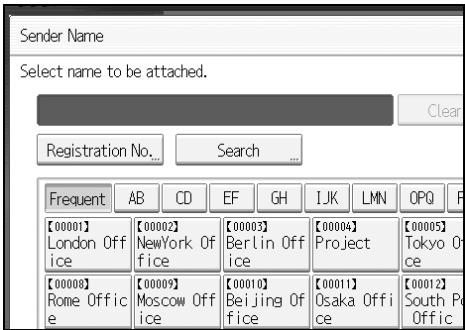 Sender Name
Select name to be attached.
Clear
Registration No....
Search ...
Frequent AB CD EF GH IJK LMN OPQ
【00001】 【00002】 【00003】 【00004】 【00005】
London Off NewYork Of Berlin Off Project Tokyo O
ice fice ice ce
【00008】 【00009】 【00010】 【00011】 【00012】
Rome Offic Moscow Off Beijing Of Osaka Offi South P
e ice fice ce Offic